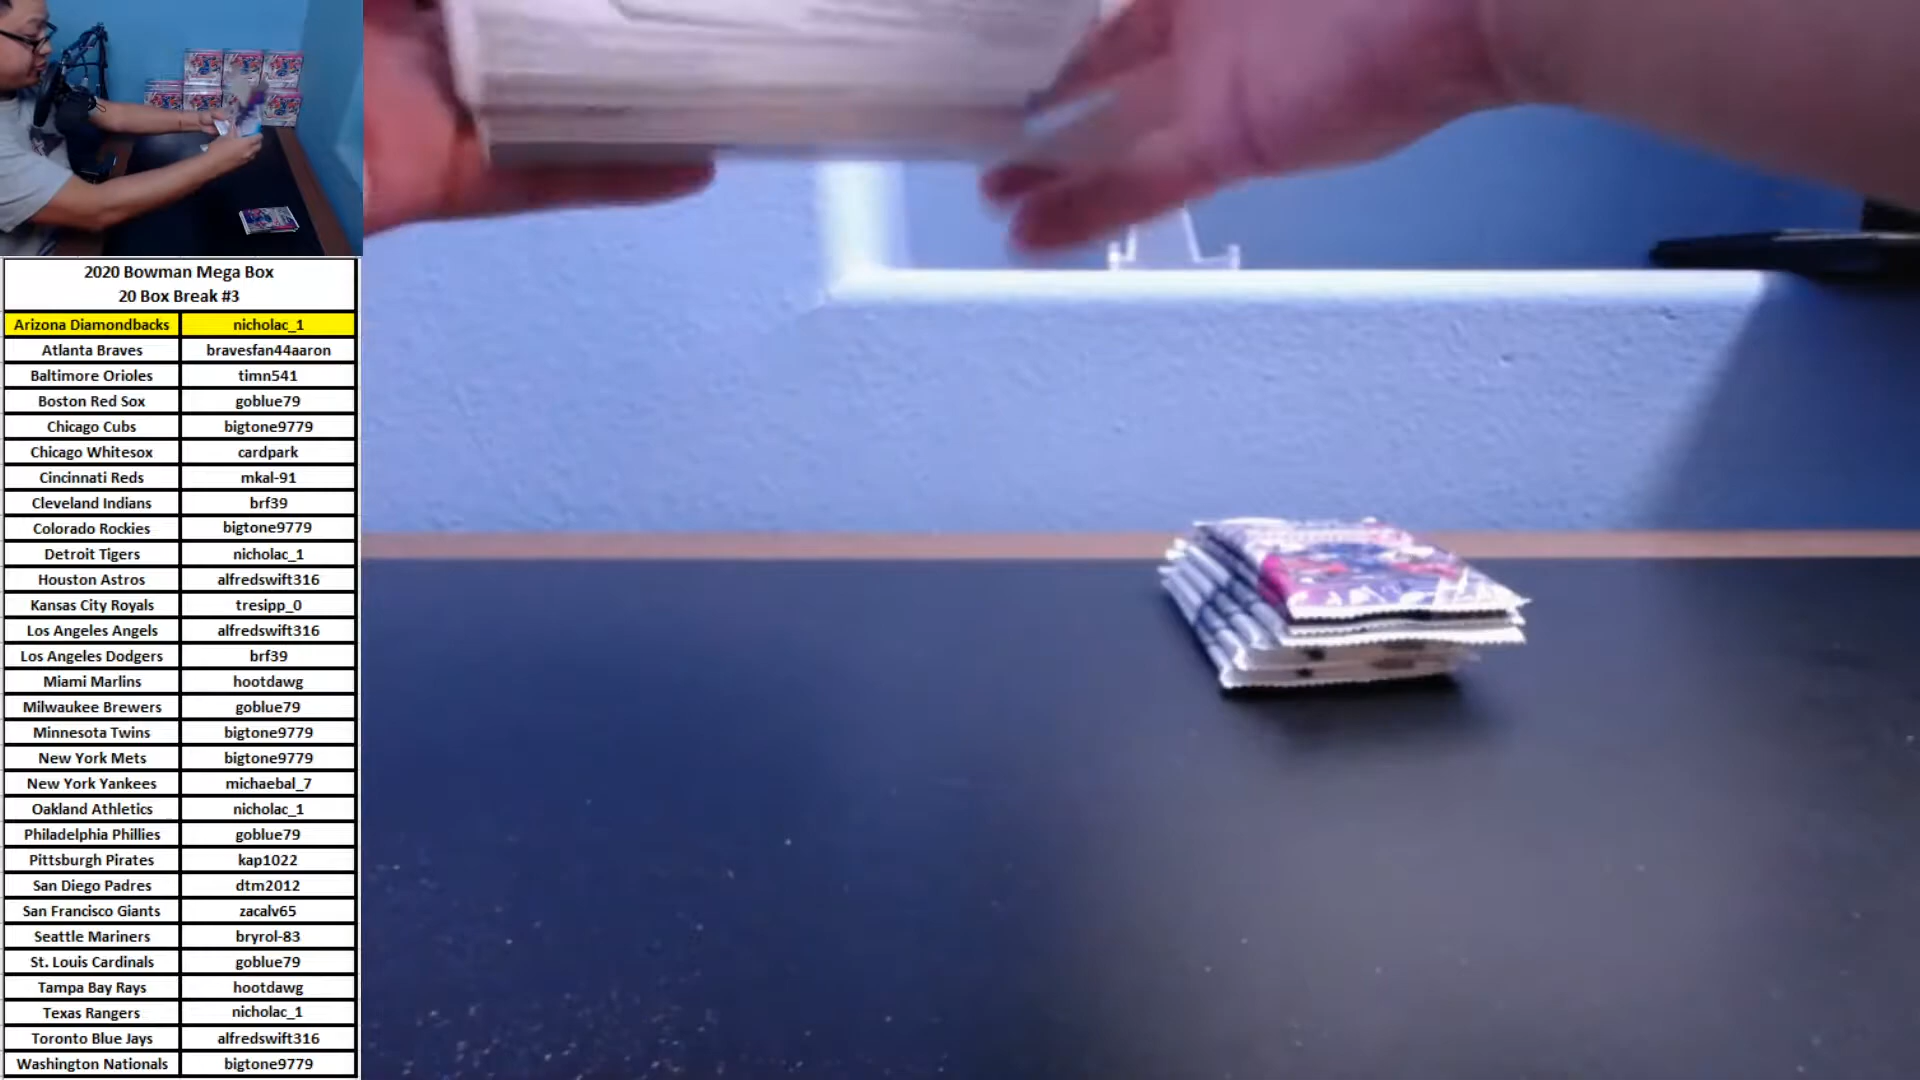 2020 Bowman Mega Box
20 Box Break #3
Arizona Diamondbacks nicholac_1
Atlanta Braves bravesfan44aaron
Baltimore Orioles timn541
Boston Red Sox goblue79
Chicago Cubs bigtone9779
Chicago Whitesox cardpark
Cincinnati Reds mkal-91
Cleveland Indians brf39
Colorado Rockies bigtone9779
Detroit Tigers nicholac_1
Houston Astros alfredswift316
Kansas City Royals tresipp_0
Los Angeles Angels alfredswift316
Los Angeles Dodgers brf39
Miami Marlins hootdawg
Milwaukee Brewers goblue79
Minnesota Twins bigtone9779
New York Mets bigtone9779
New York Yankees michaebal_7
Oakland Athletics nicholac_1
Philadelphia Phillies goblue79
Pittsburgh Pirates kap1022
San Diego Padres dtm2012
San Francisco Giants zacalv65
Seattle Mariners bryrol-83
St. Louis Cardinals goblue79
Tampa Bay Rays hootdawg
Texas Rangers nicholac_1
Toronto Blue Jays alfredswift316
Washington Nationals bigtone9779